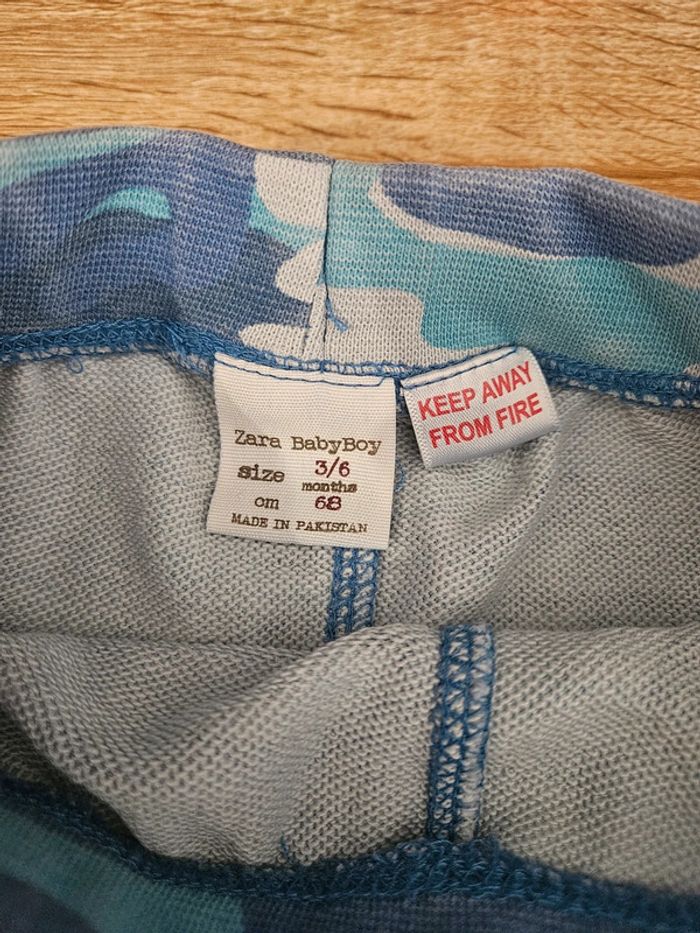 Zara BabyBoy
size 3/6
months
cm 68
MADE IN PAKISTAN
KEEP AWAY
FROM FIRE